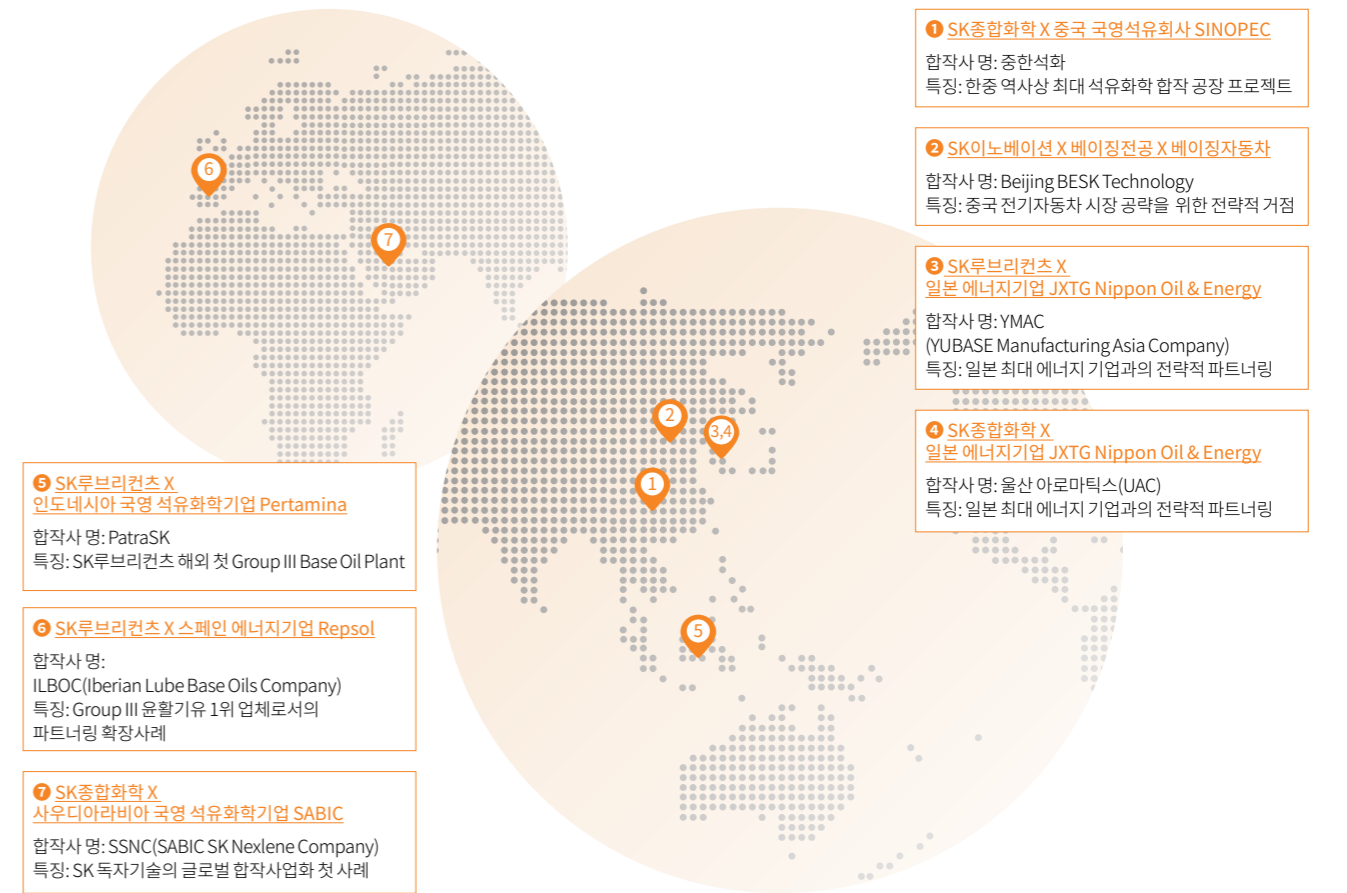 ❶ SK종합화학 X 중국 국영석유회사 SINOPEC
합작사 명: 중한석화
특징: 한중 역사상 최대 석유화학 합작 공장 프로젝트
❷ SK이노베이션 X 베이징전공 X 베이징자동차
합작사 명: Beijing BESK Technology
특징: 중국 전기자동차 시장 공략을 위한 전략적 거점
❸ SK루브리컨츠 X
일본 에너지기업 JXTG Nippon Oil & Energy
합작사 명: YMAC
(YUBASE Manufacturing Asia Company)
특징: 일본 최대 에너지 기업과의 전략적 파트너링
❹ SK종합화학 X
일본 에너지기업 JXTG Nippon Oil & Energy
합작사 명: 울산 아로마틱스(UAC)
특징: 일본 최대 에너지 기업과의 전략적 파트너링
❺ SK루브리컨츠 X
인도네시아 국영 석유화학기업 Pertamina
합작사 명: PatraSK
특징: SK루브리컨츠 해외 첫 Group III Base Oil Plant
❻ SK루브리컨츠 X 스페인 에너지기업 Repsol
합작사 명:
ILBOC(Iberian Lube Base Oils Company)
특징: Group III 윤활기유 1위 업체로서의
파트너링 확장사례
❼ SK종합화학 X
사우디아라비아 국영 석유화학기업 SABIC
합작사 명: SSNC(SABIC SK Nexlene Company)
특징: SK 독자기술의 글로벌 합작사업화 첫 사례
6
7
2
3,4
1
5